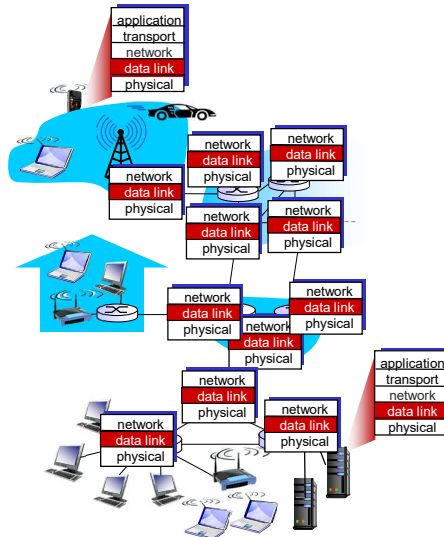 application
transport
network
data link
physical
network
data link
physical
network
data link
physical
network
data link
physical
network
data link
physical
network
data link
physical
network
data link
physical
network
data link
physical
network
data link
physical
application
transport
network
data link
physical
network
data link
physical
network
data link
physical
network
data link
physical